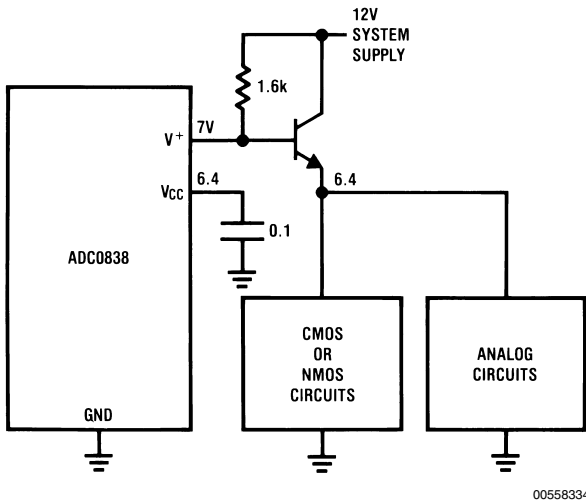 12V
SYSTEM
SUPPLY
1.6k
V+
7V
VCC
6.4
6.4
0.1
ADC0838
CMOS
OR
NMOS
CIRCUITS
ANALOG
CIRCUITS
GND
00558334